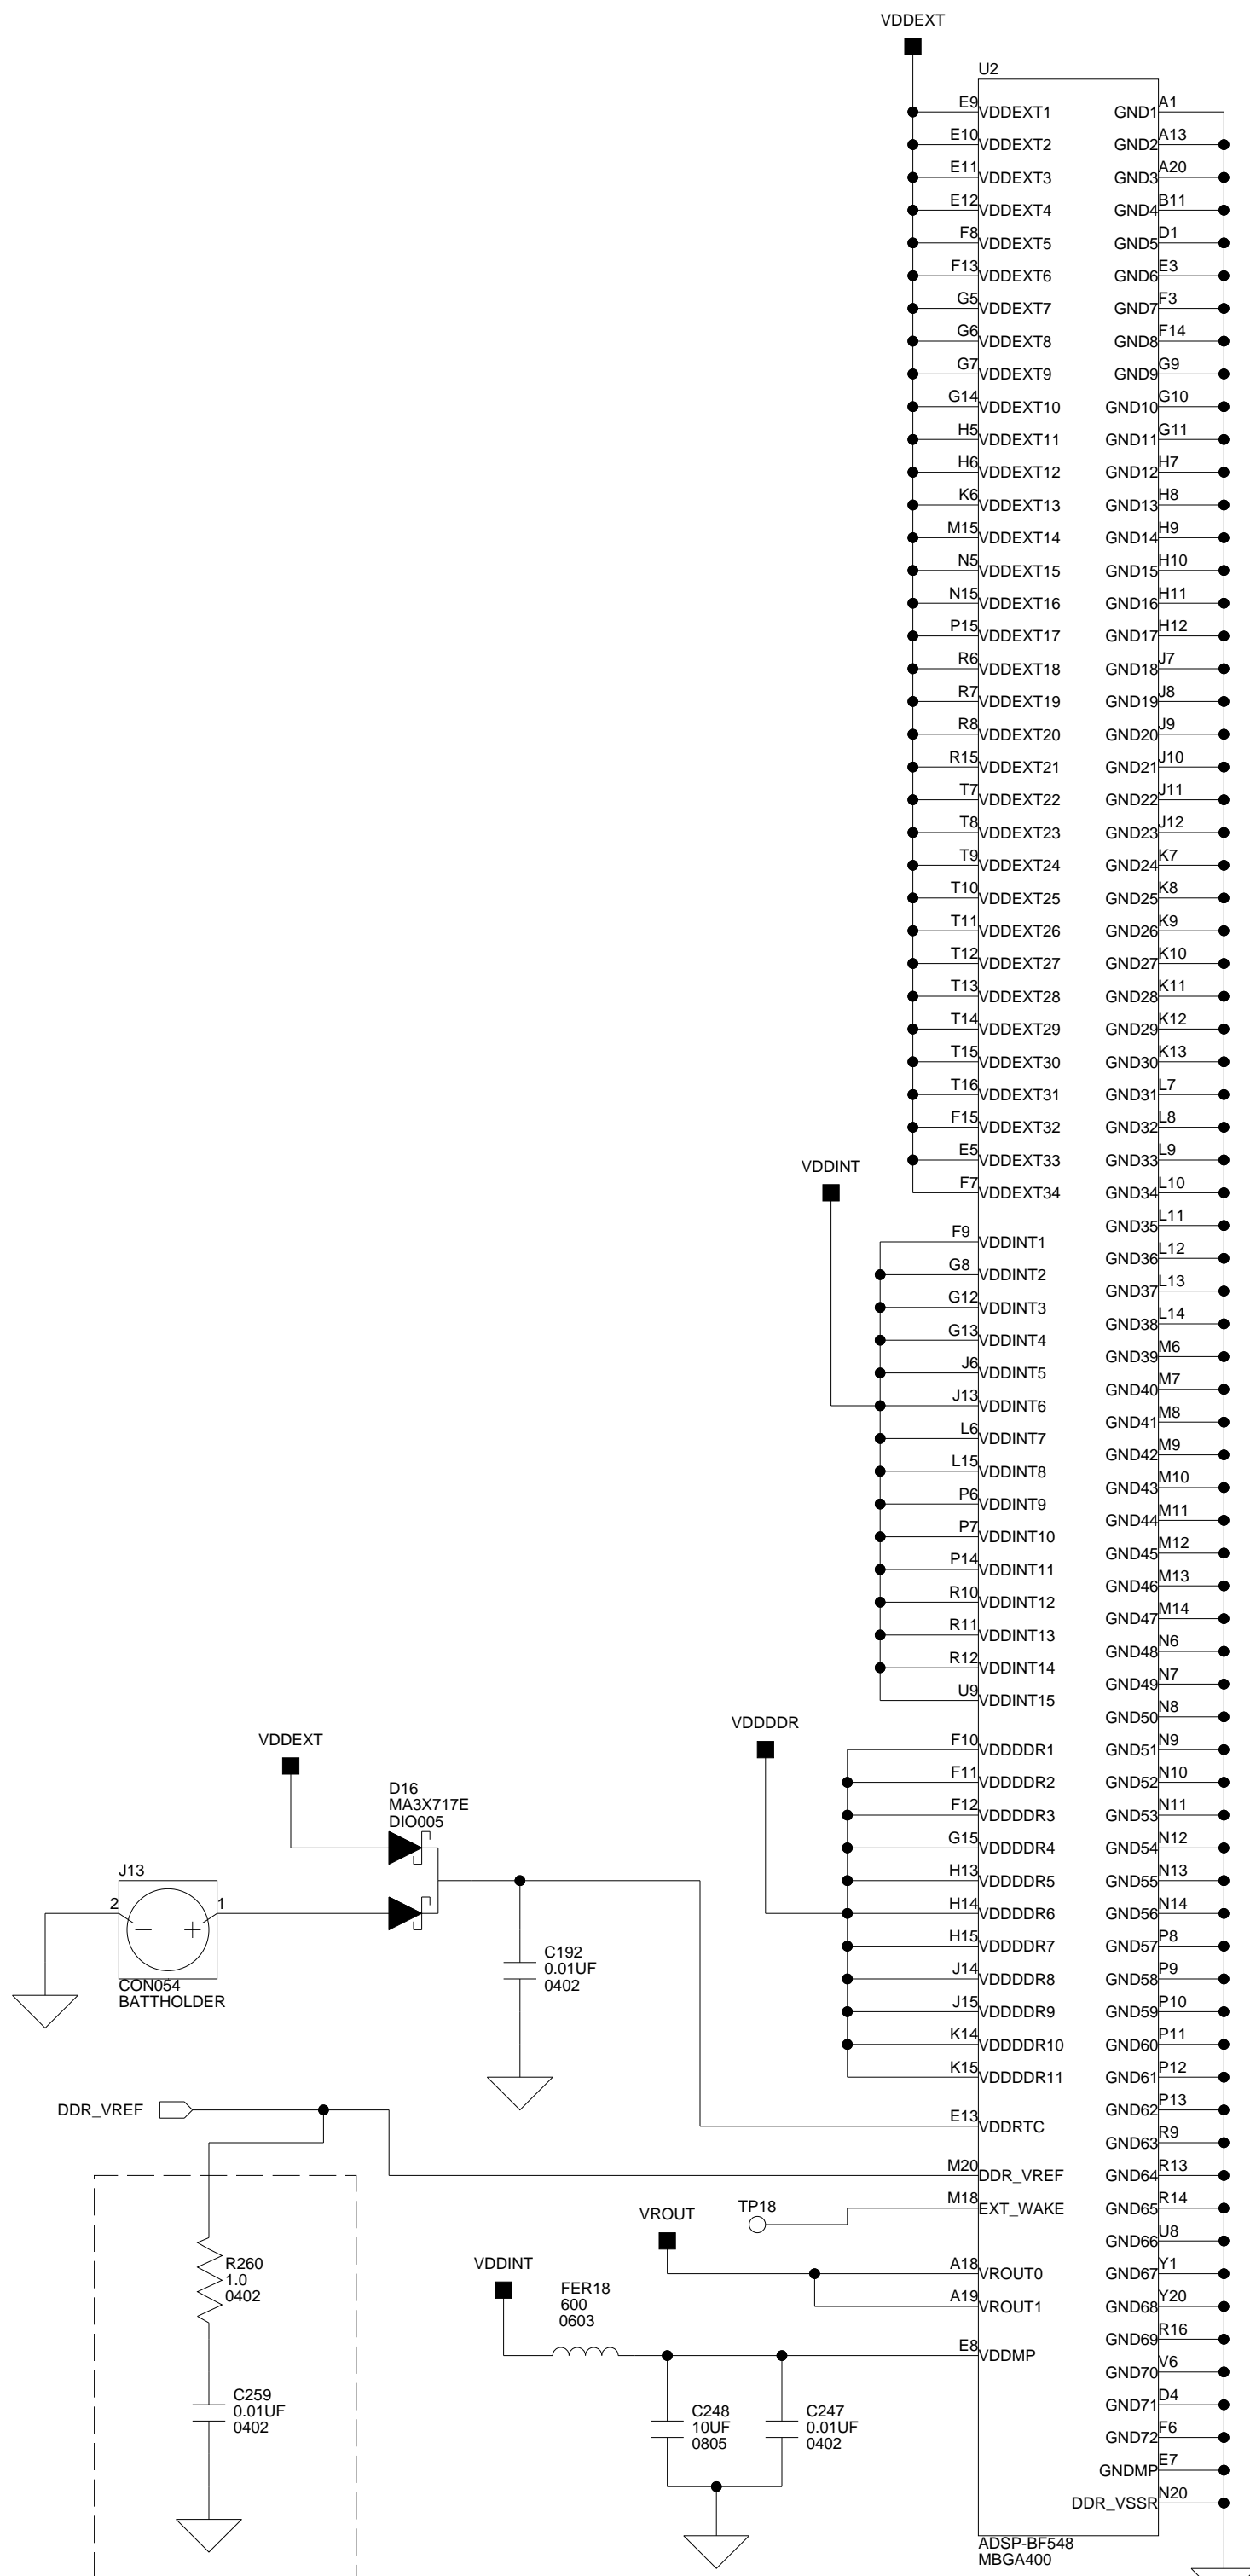 VDDEXT
U2
E9 VDDEXT1 GND1 A1
E10 VDDEXT2 GND2 A13
E11 VDDEXT3 GND3 A20
E12 VDDEXT4 GND4 B11
F8 VDDEXT5 GND5 D1
F13 VDDEXT6 GND6 E3
G5 VDDEXT7 GND7 F3
G6 VDDEXT8 GND8 F14
G7 VDDEXT9 GND9 G9
G14 VDDEXT10 GND10 G10
H5 VDDEXT11 GND11 G11
H6 VDDEXT12 GND12 H7
K6 VDDEXT13 GND13 H8
M15 VDDEXT14 GND14 H9
N5 VDDEXT15 GND15 H10
N15 VDDEXT16 GND16 H11
P15 VDDEXT17 GND17 H12
R6 VDDEXT18 GND18 J7
R7 VDDEXT19 GND19 J8
R8 VDDEXT20 GND20 J9
R15 VDDEXT21 GND21 J10
T7 VDDEXT22 GND22 J11
T8 VDDEXT23 GND23 J12
T9 VDDEXT24 GND24 K7
T10 VDDEXT25 GND25 K8
T11 VDDEXT26 GND26 K9
T12 VDDEXT27 GND27 K10
T13 VDDEXT28 GND28 K11
T14 VDDEXT29 GND29 K12
T15 VDDEXT30 GND30 K13
T16 VDDEXT31 GND31 L7
F15 VDDEXT32 GND32 L8
E5 VDDEXT33 GND33 L9
F7 VDDEXT34 GND34 L10
VDDINT
GND35 L11
F9 VDDINT1 GND36 L12
G8 VDDINT2 GND37 L13
G12 VDDINT3 GND38 L14
G13 VDDINT4 GND39 M6
J6 VDDINT5 GND40 M7
J13 VDDINT6 GND41 M8
L6 VDDINT7 GND42 M9
L15 VDDINT8 GND43 M10
P6 VDDINT9 GND44 M11
P7 VDDINT10 GND45 M12
P14 VDDINT11 GND46 M13
R10 VDDINT12 GND47 M14
R11 VDDINT13 GND48 N6
R12 VDDINT14 GND49 N7
U9 VDDINT15 GND50 N8
VDDDDR
F10 VDDDDR1 GND51 N9
F11 VDDDDR2 GND52 N10
F12 VDDDDR3 GND53 N11
G15 VDDDDR4 GND54 N12
H13 VDDDDR5 GND55 N13
H14 VDDDDR6 GND56 N14
H15 VDDDDR7 GND57 P8
J14 VDDDDR8 GND58 P9
J15 VDDDDR9 GND59 P10
K14 VDDDDR10 GND60 P11
K15 VDDDDR11 GND61 P12
GND62 P13
E13 VDDRTC GND63 R9
M20 DDR_VREF GND64 R13
M18 EXT_WAKE GND65 R14
GND66 U8
A18 VROUT0 GND67 Y1
A19 VROUT1 GND68 Y20
GND69 R16
E8 VDDMP GND70 V6
GND71 D4
GND72 F6
GNDMP E7
DDR_VSSR N20
ADSP-BF548
MBGA400
VDDEXT
D16
MA3X717E
DIO005
J13
2 1
- +
CON054
BATTHOLDER
C192
0.01UF
0402
DDR_VREF
R260
1.0
0402
C259
0.01UF
0402
TP18
VROUT
VDDINT
FER18
600
0603
C248
10UF
0805
C247
0.01UF
0402